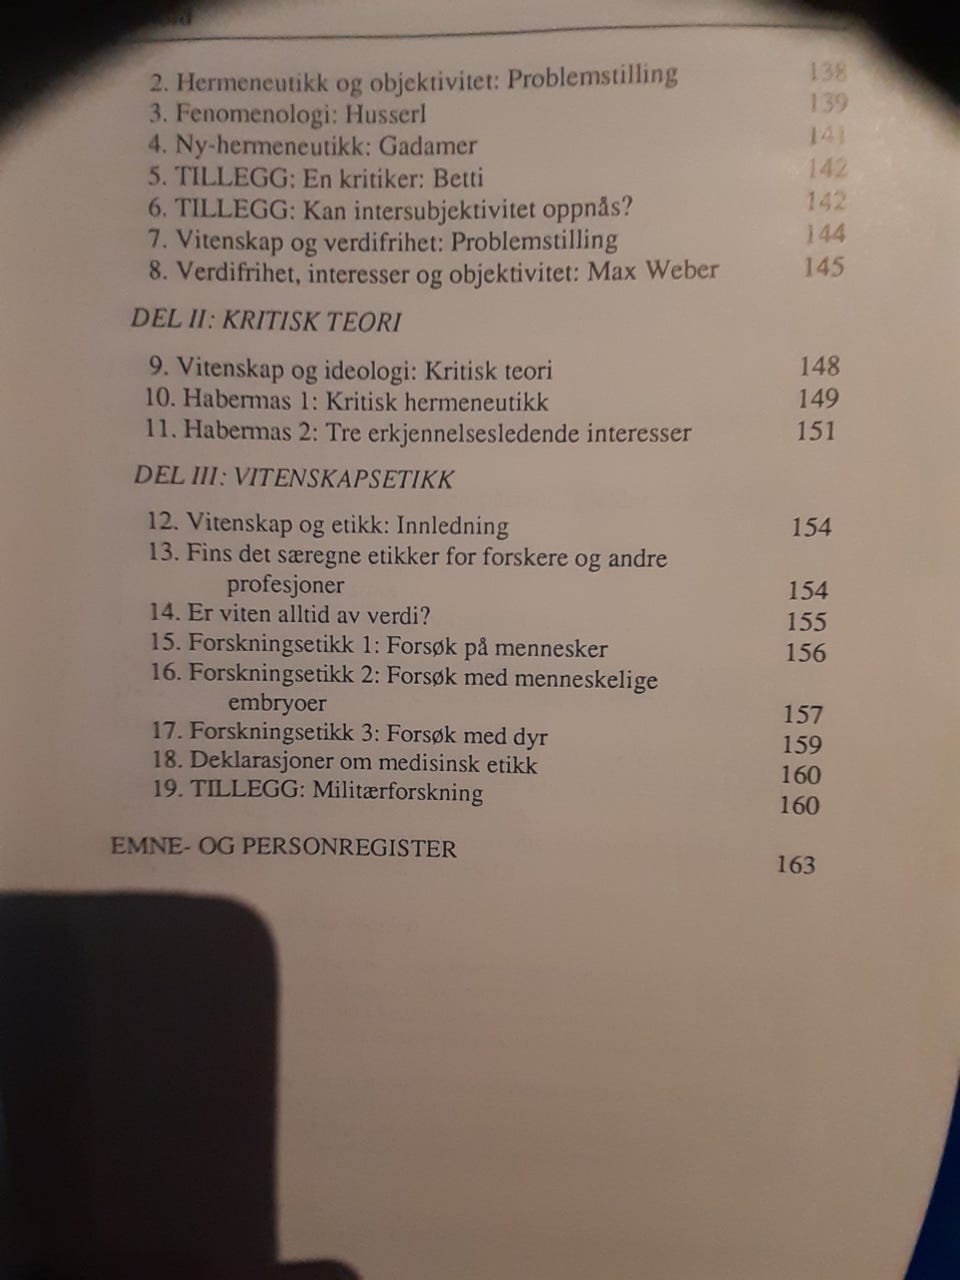 2. Hermeneutikk og objektivitet: Problemstilling 138
3. Fenomenologi: Husserl 139
4. Ny-hermeneutikk: Gadamer 141
5. TILLEGG: En kritiker: Betti 142
6. TILLEGG: Kan intersubjektivitet oppnås? 142
7. Vitenskap og verdifrihet: Problemstilling 144
8. Verdifrihet, interesser og objektivitet: Max Weber 145
DEL II: KRITISK TEORI
9. Vitenskap og ideologi: Kritisk teori 148
10. Habermas 1: Kritisk hermeneutikk 149
11. Habermas 2: Tre erkjennelsesledende interesser 151
DEL III: VITENSKAPSETIKK
12. Vitenskap og etikk: Innledning 154
13. Fins det særegne etikker for forskere og andre
profesjoner 154
14. Er viten alltid av verdi? 155
15. Forskningsetikk 1: Forsøk på mennesker 156
16. Forskningsetikk 2: Forsøk med menneskelige
embryoer 157
17. Forskningsetikk 3: Forsøk med dyr 159
18. Deklarasjoner om medisinsk etikk 160
19. TILLEGG: Militærforskning 160
EMNE- OG PERSONREGISTER 163